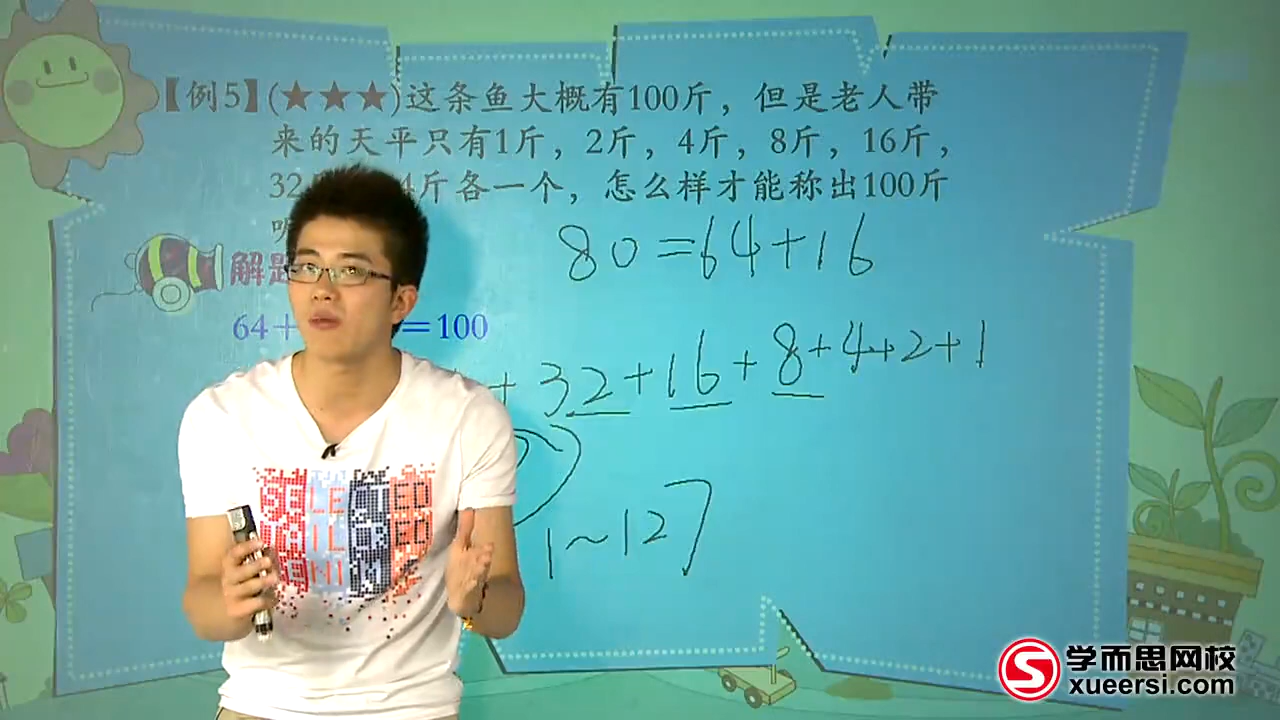 【例5】(★★★)这条鱼大概有100斤，但是老人带
来的天平只有1斤，2斤，4斤，8斤，16斤，
32 4斤各一个，怎么样才能称出100斤
80=64+16
解题
64+ =100
+32+16+8+4+2+1
1~127
SELECTED
学而思网校
xueersi.com